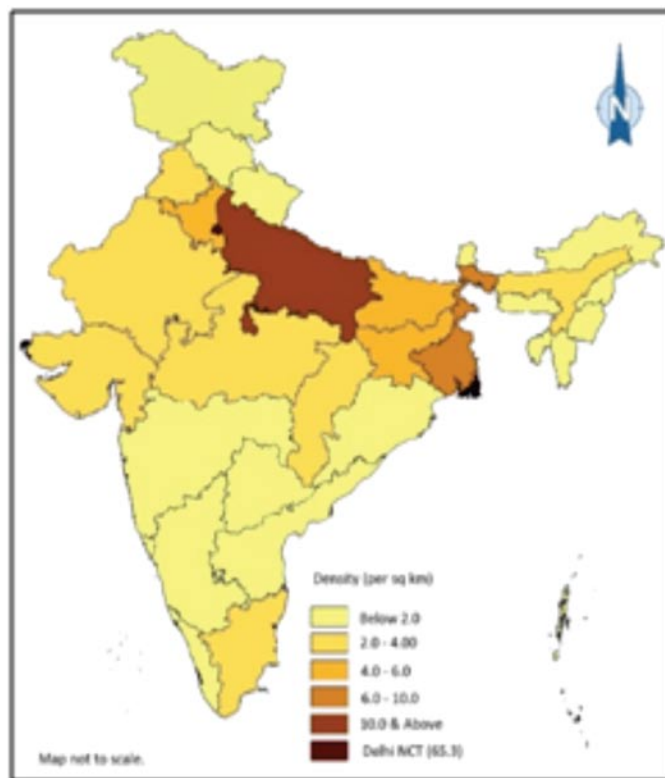 N
Density (per sq km)
Below 2.0
2.0 - 4.00
4.0 - 6.0
6.0 - 10.0
10.0 & Above
Delhi NCT (65.3)
Map not to scale.